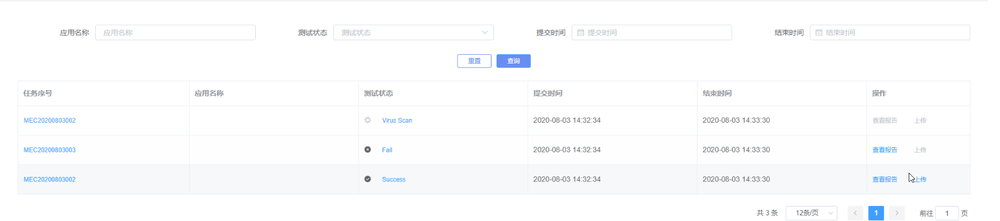 应用名称 应用名称 测试状态 测试状态 提交时间 提交时间 结束时间 结束时间
重置 查询
任务序号 应用名称 测试状态 提交时间 结束时间 操作
MEC20200803002 Virus Scan 2020-08-03 14:32:34 2020-08-03 14:33:30 查看报告 上传
MEC20200803003 Fail 2020-08-03 14:32:34 2020-08-03 14:33:30 查看报告 上传
MEC20200803002 Success 2020-08-03 14:32:34 2020-08-03 14:33:30 查看报告 上传
共 3 条 12条/页 1 前往 1 页